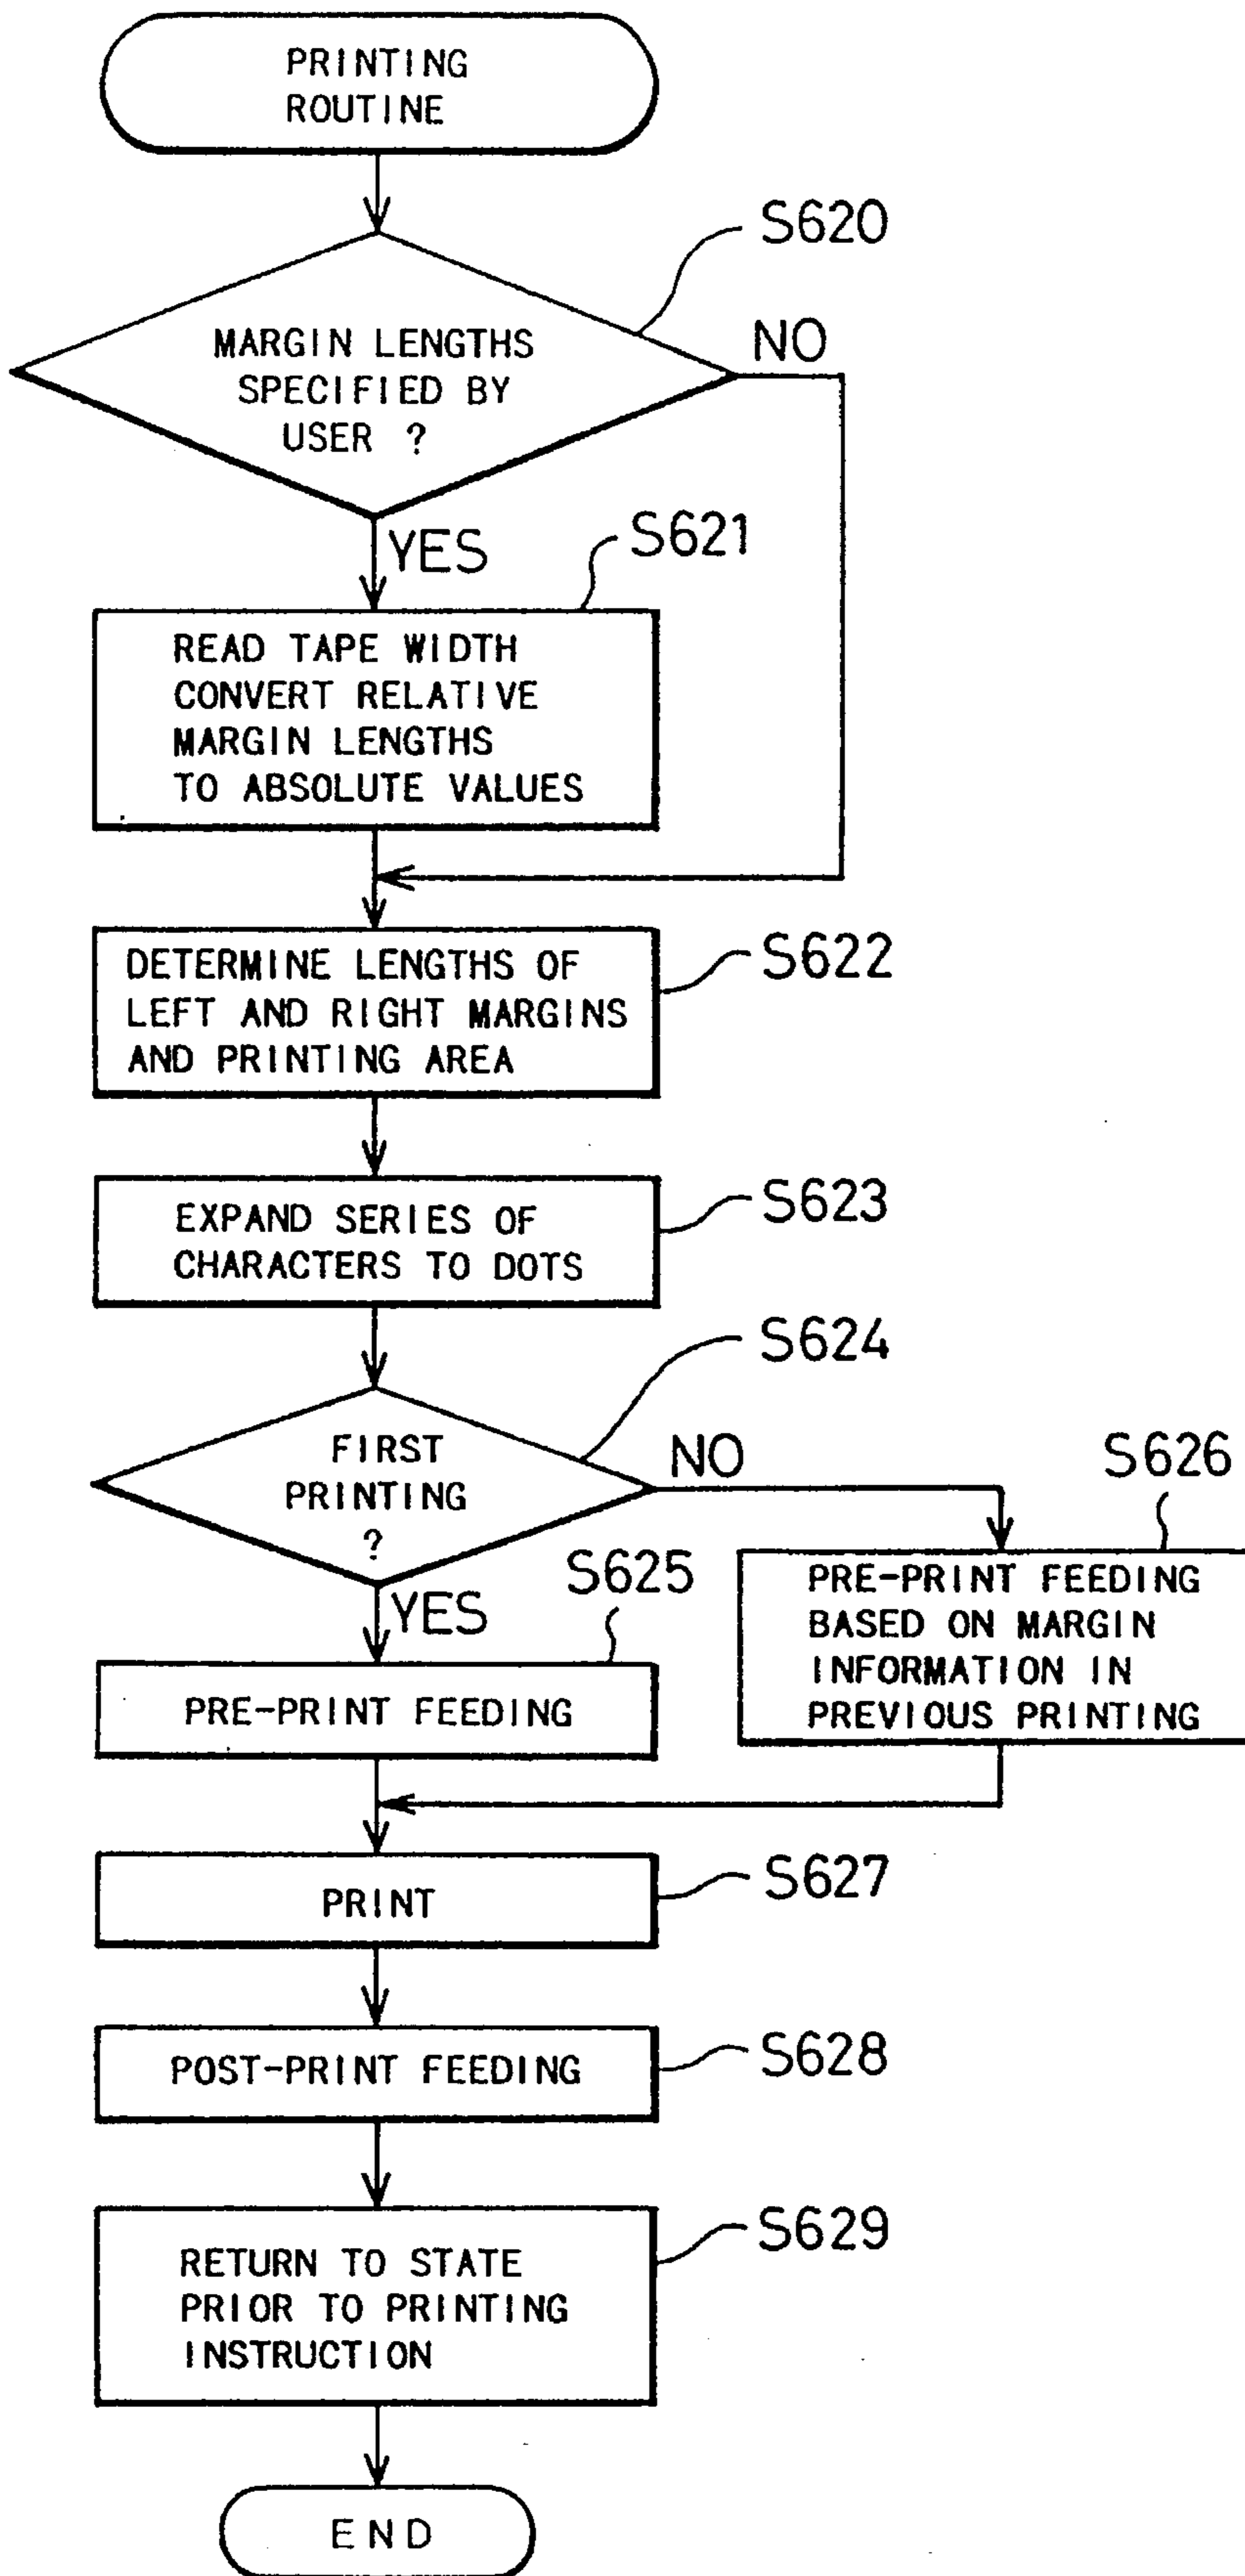 PRINTING
ROUTINE
S620
MARGIN LENGTHS
SPECIFIED BY
USER ?
NO
YES
S621
READ TAPE WIDTH
CONVERT RELATIVE
MARGIN LENGTHS
TO ABSOLUTE VALUES
S622
DETERMINE LENGTHS OF
LEFT AND RIGHT MARGINS
AND PRINTING AREA
S623
EXPAND SERIES OF
CHARACTERS TO DOTS
S624
FIRST
PRINTING
?
NO
YES
S625
PRE-PRINT FEEDING
S626
PRE-PRINT FEEDING
BASED ON MARGIN
INFORMATION IN
PREVIOUS PRINTING
S627
PRINT
S628
POST-PRINT FEEDING
S629
RETURN TO STATE
PRIOR TO PRINTING
INSTRUCTION
END